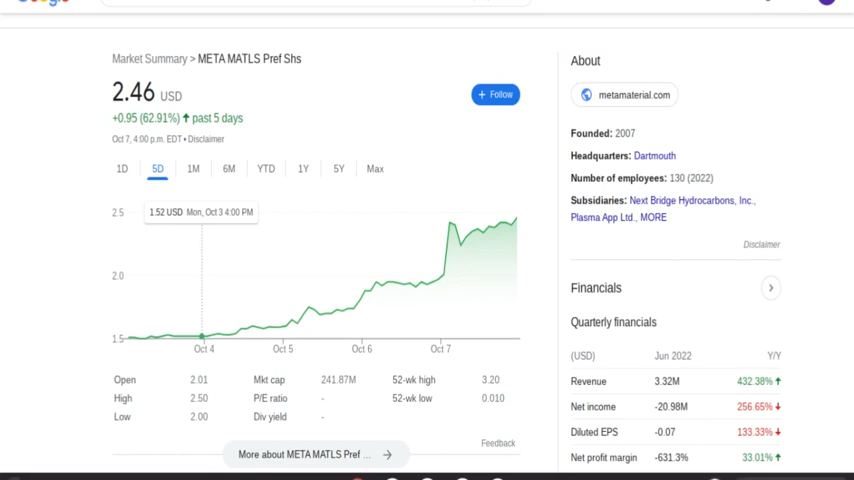 Market Summary > META MATLS Pref Shs
2.46 USD
+ Follow
+0.95 (62.91%) ↑ past 5 days
Oct 7, 4:00 p.m. EDT • Disclaimer
1D 5D 1M 6M YTD 1Y 5Y Max
2.5
1.52 USD Mon, Oct 3 4:00 PM
2.0
1.5
Oct 4 Oct 5 Oct 6 Oct 7
Open 2.01 Mkt cap 241.87M 52-wk high 3.20
High 2.50 P/E ratio - 52-wk low 0.010
Low 2.00 Div yield -
Feedback
More about META MATLS Pref ... →
About
metamaterial.com
Founded: 2007
Headquarters: Dartmouth
Number of employees: 130 (2022)
Subsidiaries: Next Bridge Hydrocarbons, Inc.,
Plasma App Ltd., MORE
Disclaimer
Financials
Quarterly financials
(USD) Jun 2022 Y/Y
Revenue 3.32M 432.38% ↑
Net income -20.98M 256.65% ↓
Diluted EPS -0.07 133.33% ↓
Net profit margin -631.3% 33.01% ↑